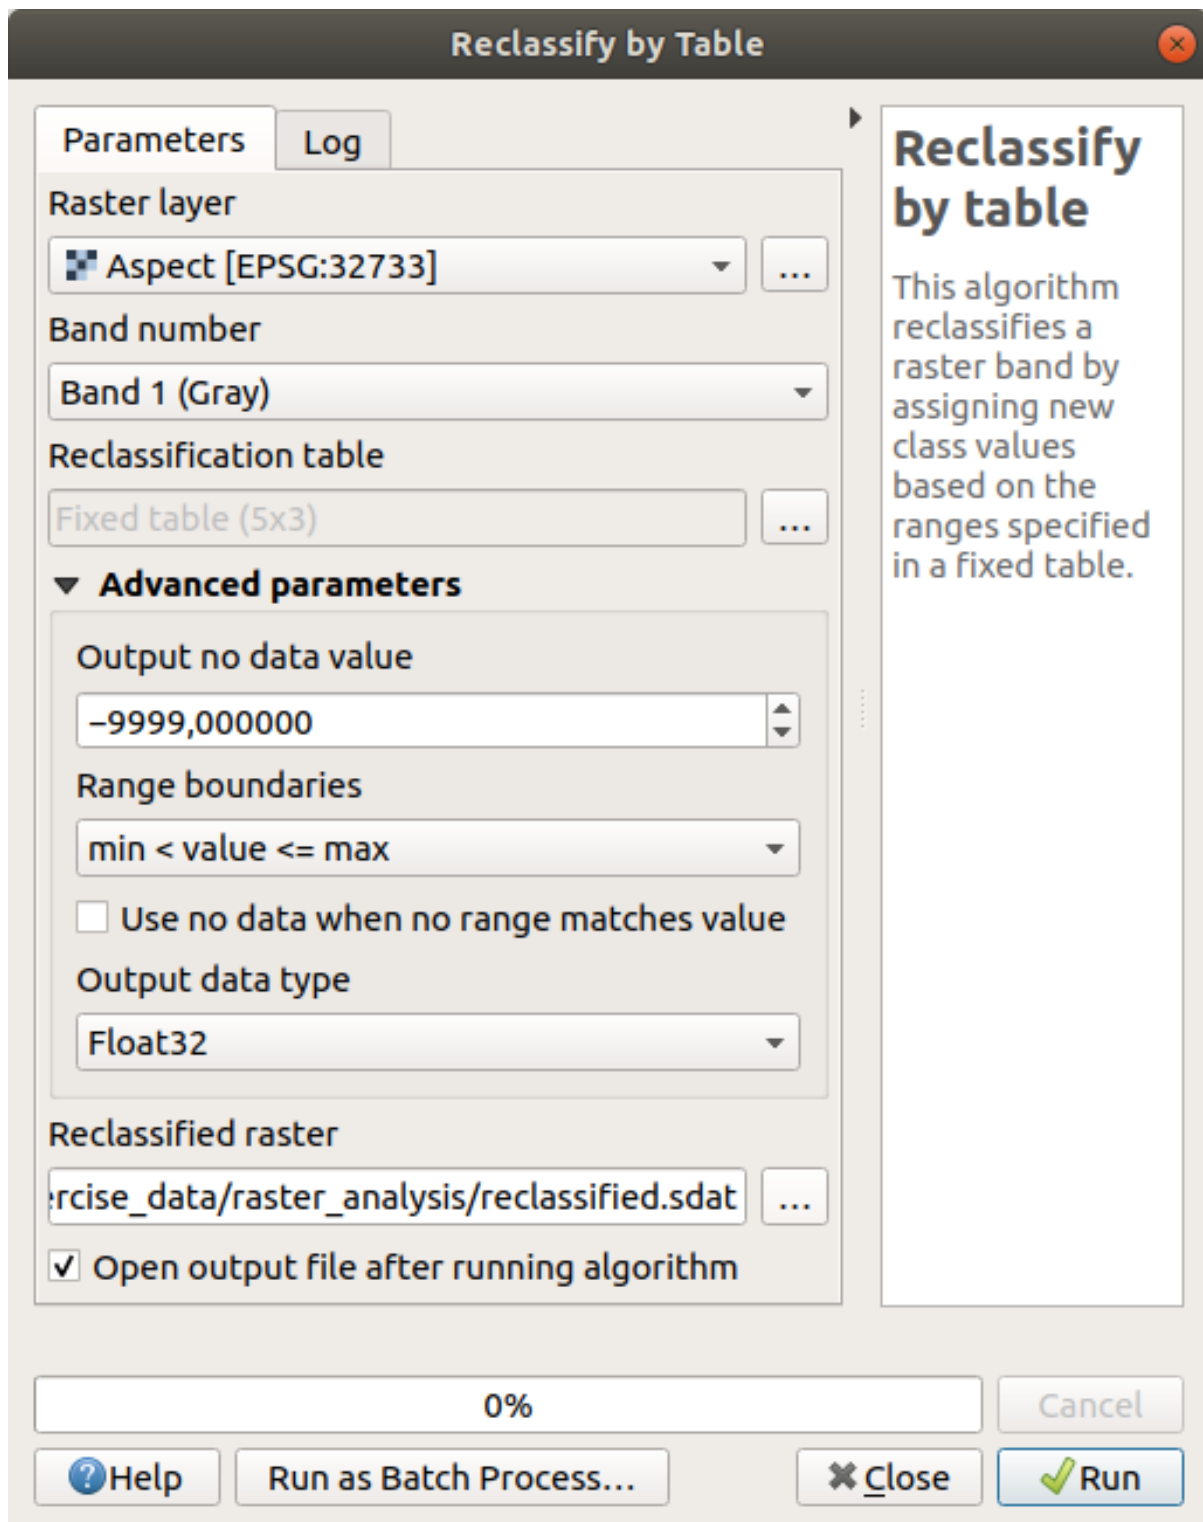 Reclassify by Table
Parameters
Log
Raster layer
Aspect [EPSG:32733]
...
Band number
Band 1 (Gray)
Reclassification table
Fixed table (5x3)
...
Advanced parameters
Output no data value
−9999,000000
Range boundaries
min < value <= max
Use no data when no range matches value
Output data type
Float32
Reclassified raster
rcise_data/raster_analysis/reclassified.sdat
...
Open output file after running algorithm
Reclassify
by table
This algorithm
reclassifies a
raster band by
assigning new
class values
based on the
ranges specified
in a fixed table.
0%
Cancel
Help
Run as Batch Process...
Close
Run